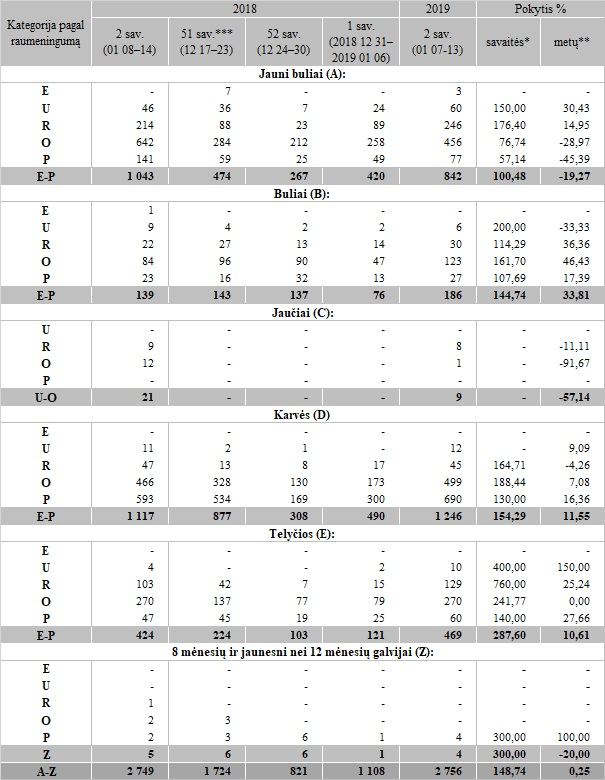 Kategorija pagal raumeningumą 2018 2019 Pokytis %
2 sav. (01 08–14) 51 sav.*** (12 17–23) 52 sav. (12 24–30) 1 sav. (2018 12 31–2019 01 06) 2 sav. (01 07-13) savaitės* metų**
Jauni buliai (A):
E - 7 - - 3 - -
U 46 36 7 24 60 150,00 30,43
R 214 88 23 89 246 176,40 14,95
O 642 284 212 258 456 76,74 -28,97
P 141 59 25 49 77 57,14 -45,39
E-P 1 043 474 267 420 842 100,48 -19,27
Buliai (B):
E 1 - - - - - -
U 9 4 2 2 6 200,00 -33,33
R 22 27 13 14 30 114,29 36,36
O 84 96 90 47 123 161,70 46,43
P 23 16 32 13 27 107,69 17,39
E-P 139 143 137 76 186 144,74 33,81
Jaučiai (C):
U - - - - - - -
R 9 - - - 8 - -11,11
O 12 - - - 1 - -91,67
P - - - - - - -
U-O 21 - - - 9 - -57,14
Karvės (D)
E - - - - - - -
U 11 2 1 - 12 - 9,09
R 47 13 8 17 45 164,71 -4,26
O 466 328 130 173 499 188,44 7,08
P 593 534 169 300 690 130,00 16,36
E-P 1 117 877 308 490 1 246 154,29 11,55
Telyčios (E):
E - - - - - - -
U 4 - - 2 10 400,00 150,00
R 103 42 7 15 129 760,00 25,24
O 270 137 77 79 270 241,77 0,00
P 47 45 19 25 60 140,00 27,66
E-P 424 224 103 121 469 287,60 10,61
8 mėnesių ir jaunesni nei 12 mėnesių galvijai (Z):
E - - - - - - -
U - - - - - - -
R 1 - - - - - -
O 2 3 - - - - -
P 2 3 6 1 4 300,00 100,00
Z 5 6 6 1 4 300,00 -20,00
A-Z 2 749 1 724 821 1 108 2 756 148,74 0,25